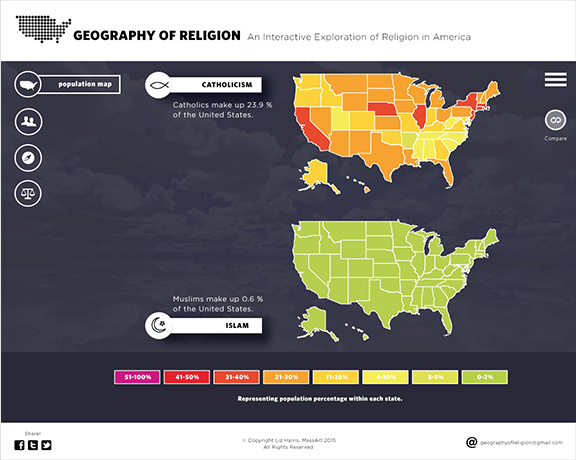 GEOGRAPHY OF RELIGION An Interactive Exploration of Religion in America
population map
CATHOLICISM
Catholics make up 23.9 %
of the United States.
Compare
Muslims make up 0.6 %
of the United States.
ISLAM
51-100% 41-50% 31-40% 21-30% 11-20% 6-10% 3-5% 0-2%
Representing population percentage within each state.
Share!
© Copyright Liz Harris, MassArt 2015
All Rights Reserved
@ geographyofreligion@gmail.com